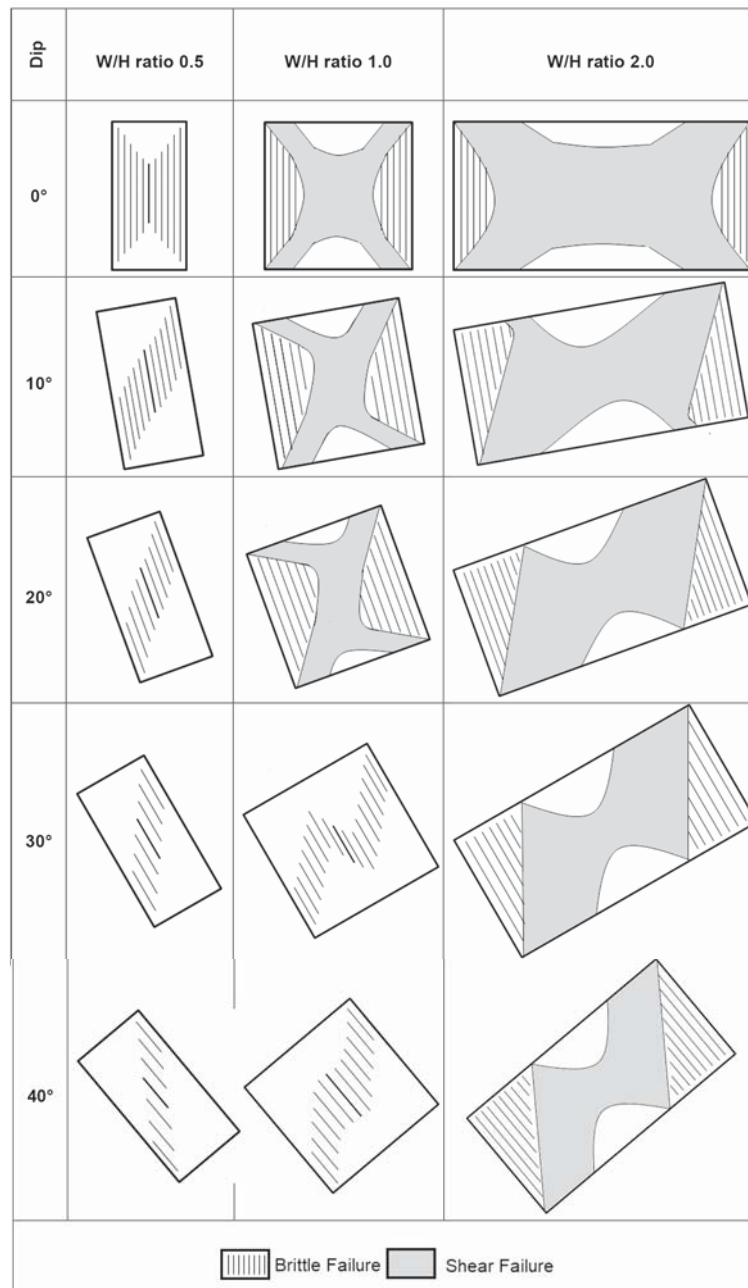 Dip
W/H ratio 0.5
W/H ratio 1.0
W/H ratio 2.0
0°
10°
20°
30°
40°
Brittle Failure
Shear Failure